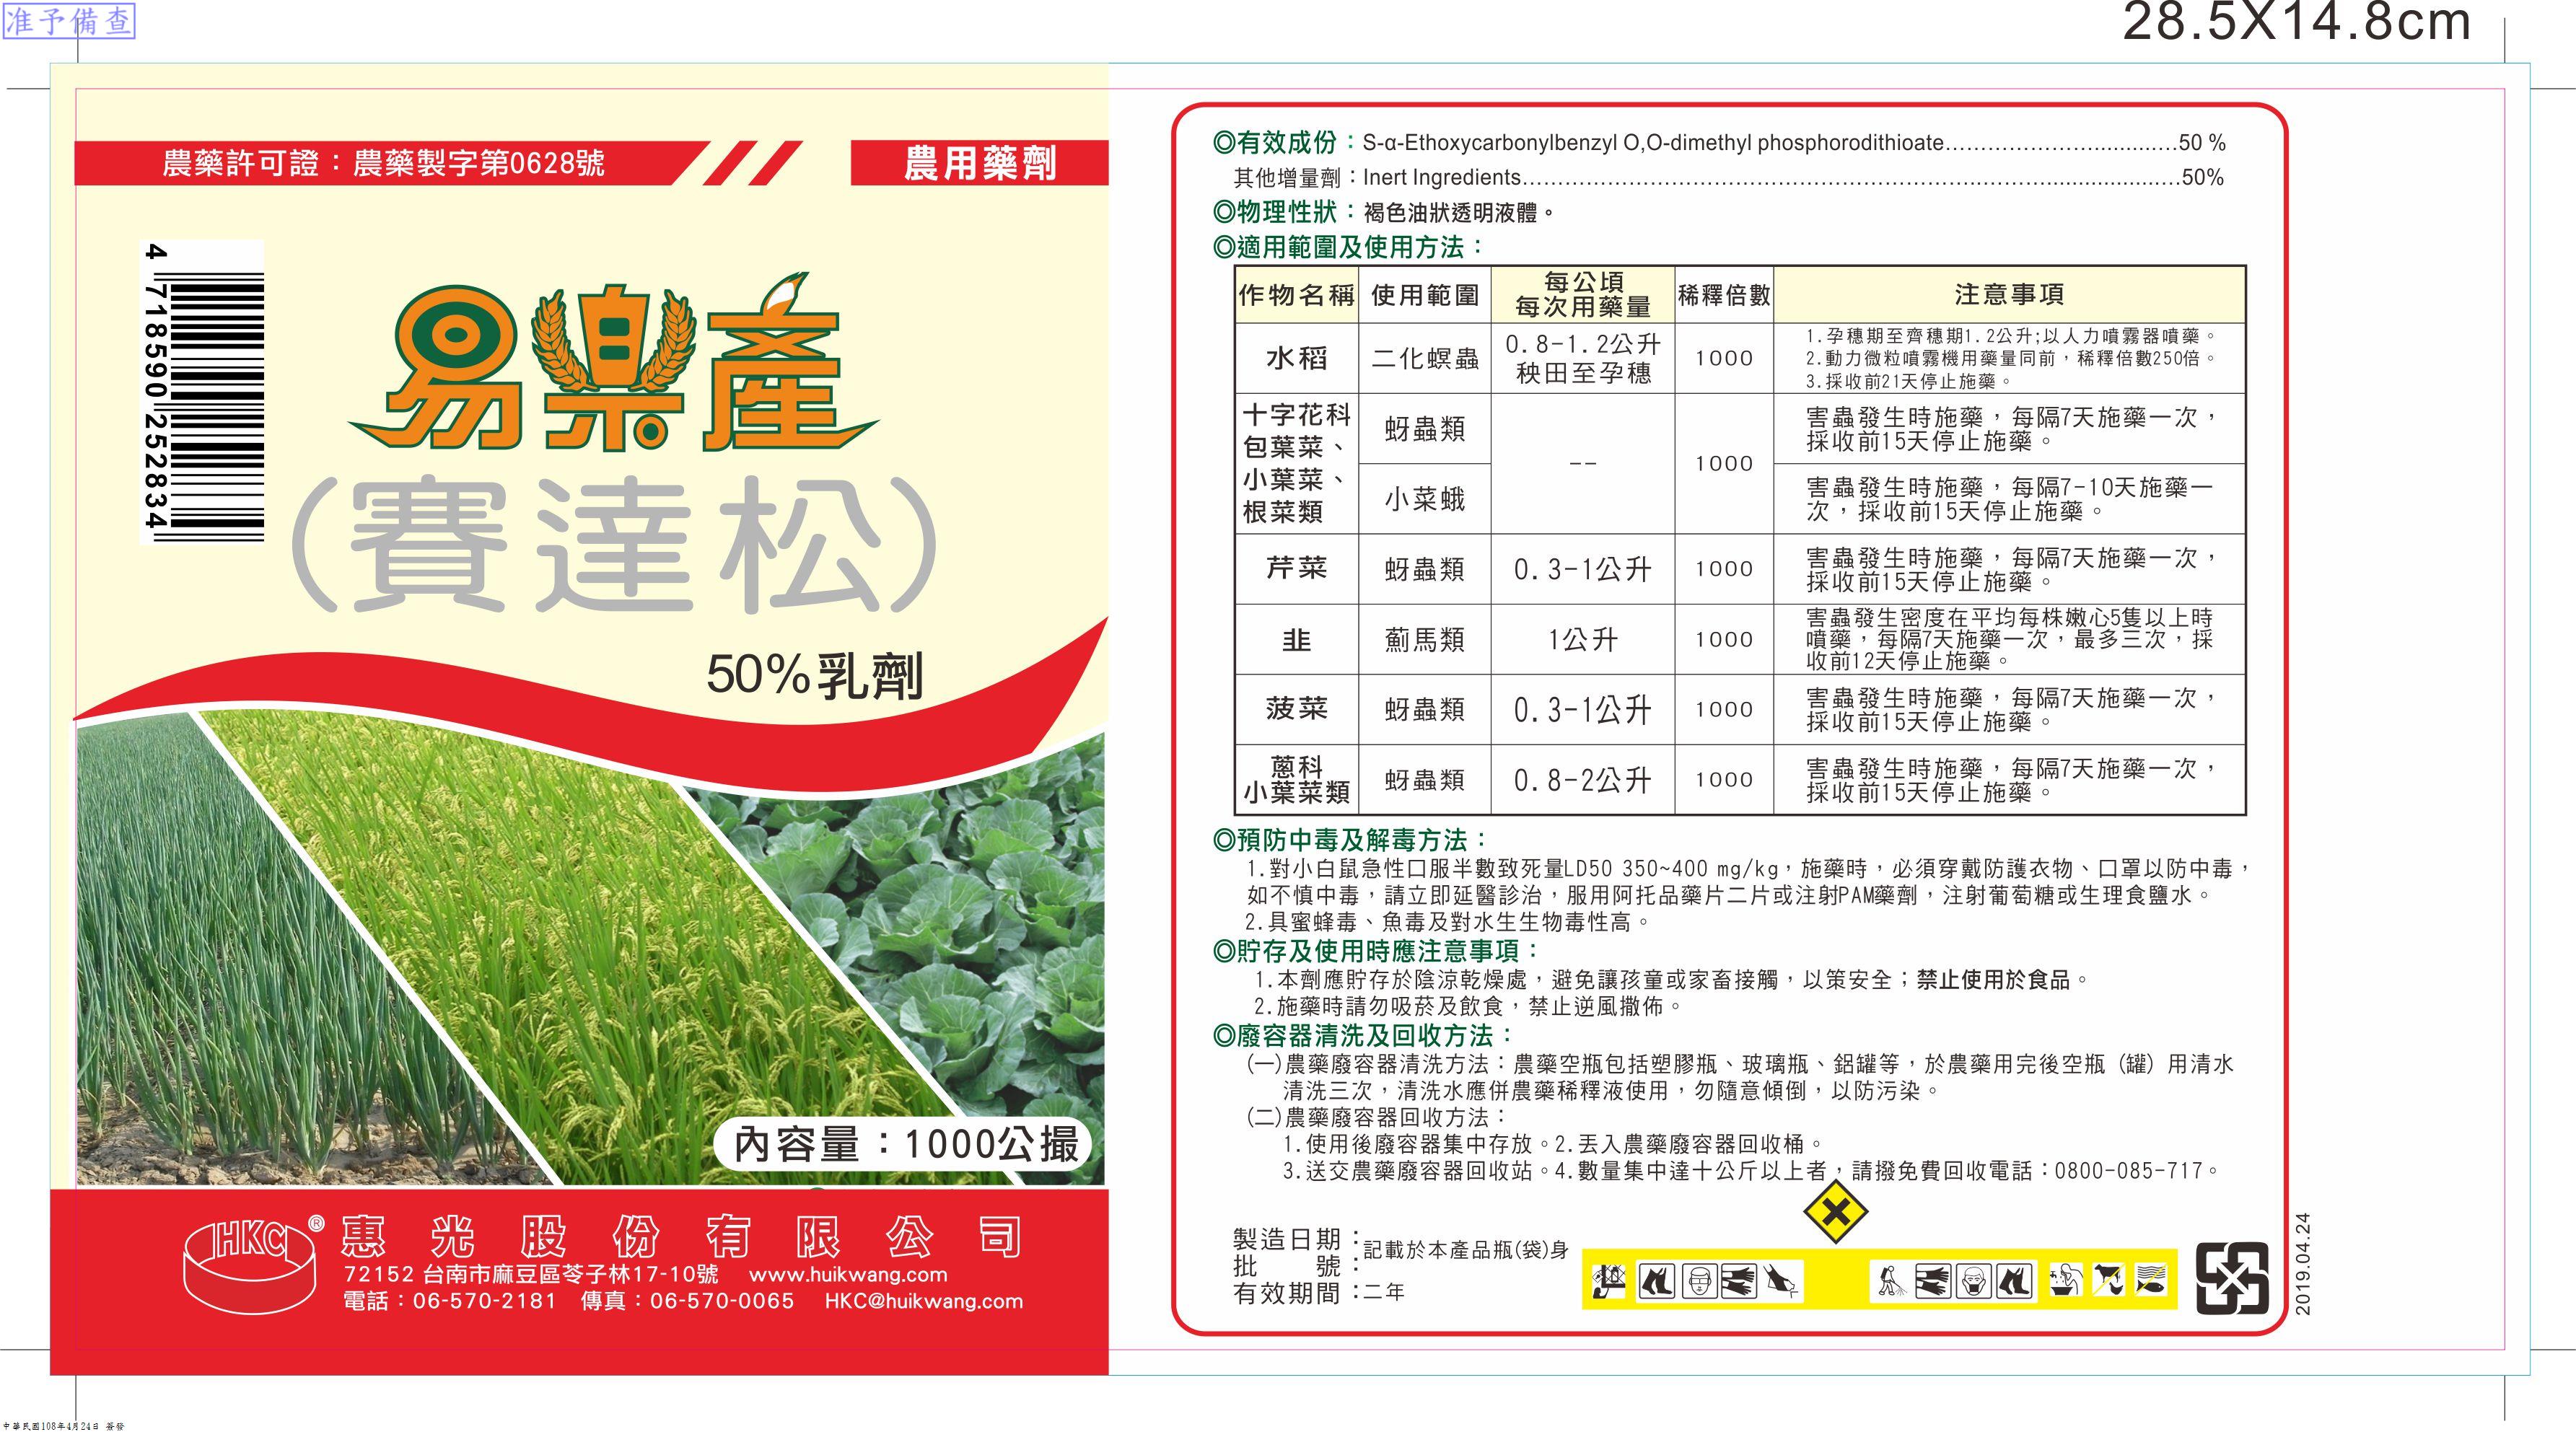 准予備查
28.5X14.8cm
農藥許可證：農藥製字第0628號
農用藥劑
4 718590 252834
易樂產
(賽達松)
50%乳劑
內容量：1000公撮
HKC® 惠光股份有限公司
72152 台南市麻豆區苓子林17-10號 www.huikwang.com
電話：06-570-2181 傳真：06-570-0065 HKC@huikwang.com
◎有效成份：S-α-Ethoxycarbonylbenzyl O,O-dimethyl phosphorodithioate................................50 %
其他增量劑：Inert Ingredients................................................................50%
◎物理性狀：褐色油狀透明液體。
◎適用範圍及使用方法：
作物名稱 使用範圍 每公頃每次用藥量 稀釋倍數 注意事項
水稻 二化螟蟲 0.8-1.2公升 秧田至孕穗 1000
1.孕穗期至齊穗期1.2公升;以人力噴霧器噴藥。
2.動力微粒噴霧機用藥量同前，稀釋倍數250倍。
3.採收前21天停止施藥。
十字花科
包葉菜、
小葉菜、
根菜類
蚜蟲類 -- 1000
害蟲發生時施藥，每隔7天施藥一次，
採收前15天停止施藥。
小菜蛾
害蟲發生時施藥，每隔7-10天施藥一
次，採收前15天停止施藥。
芹菜 蚜蟲類 0.3-1公升 1000
害蟲發生時施藥，每隔7天施藥一次，
採收前15天停止施藥。
韭 薊馬類 1公升 1000
害蟲發生密度在平均每株嫩心5隻以上時
噴藥，每隔7天施藥一次，最多三次，採
收前12天停止施藥。
菠菜 蚜蟲類 0.3-1公升 1000
害蟲發生時施藥，每隔7天施藥一次，
採收前15天停止施藥。
蔥科
小葉菜類
蚜蟲類 0.8-2公升 1000
害蟲發生時施藥，每隔7天施藥一次，
採收前15天停止施藥。
◎預防中毒及解毒方法：
1.對小白鼠急性口服半數致死量LD50 350~400 mg/kg，施藥時，必須穿戴防護衣物、口罩以防中毒，
如不慎中毒，請立即延醫診治，服用阿托品藥片二片或注射PAM藥劑，注射葡萄糖或生理食鹽水。
2.具蜜蜂毒、魚毒及對水生生物毒性高。
◎貯存及使用時應注意事項：
1.本劑應貯存於陰涼乾燥處，避免讓孩童或家畜接觸，以策安全；禁止使用於食品。
2.施藥時請勿吸菸及飲食，禁止逆風撒佈。
◎廢容器清洗及回收方法：
(一)農藥廢容器清洗方法：農藥空瓶包括塑膠瓶、玻璃瓶、鋁罐等，於農藥用完後空瓶（罐）用清水
清洗三次，清洗水應併農藥稀釋液使用，勿隨意傾倒，以防污染。
(二)農藥廢容器回收方法：
1.使用後廢容器集中存放。2.丟入農藥廢容器回收桶。
3.送交農藥廢容器回收站。4.數量集中達十公斤以上者，請撥免費回收電話：0800-085-717。
製造日期：
批 號：
記載於本產品瓶(袋)身
有效期間：二年
2019.04.24
中華民國108年4月24日 簽發